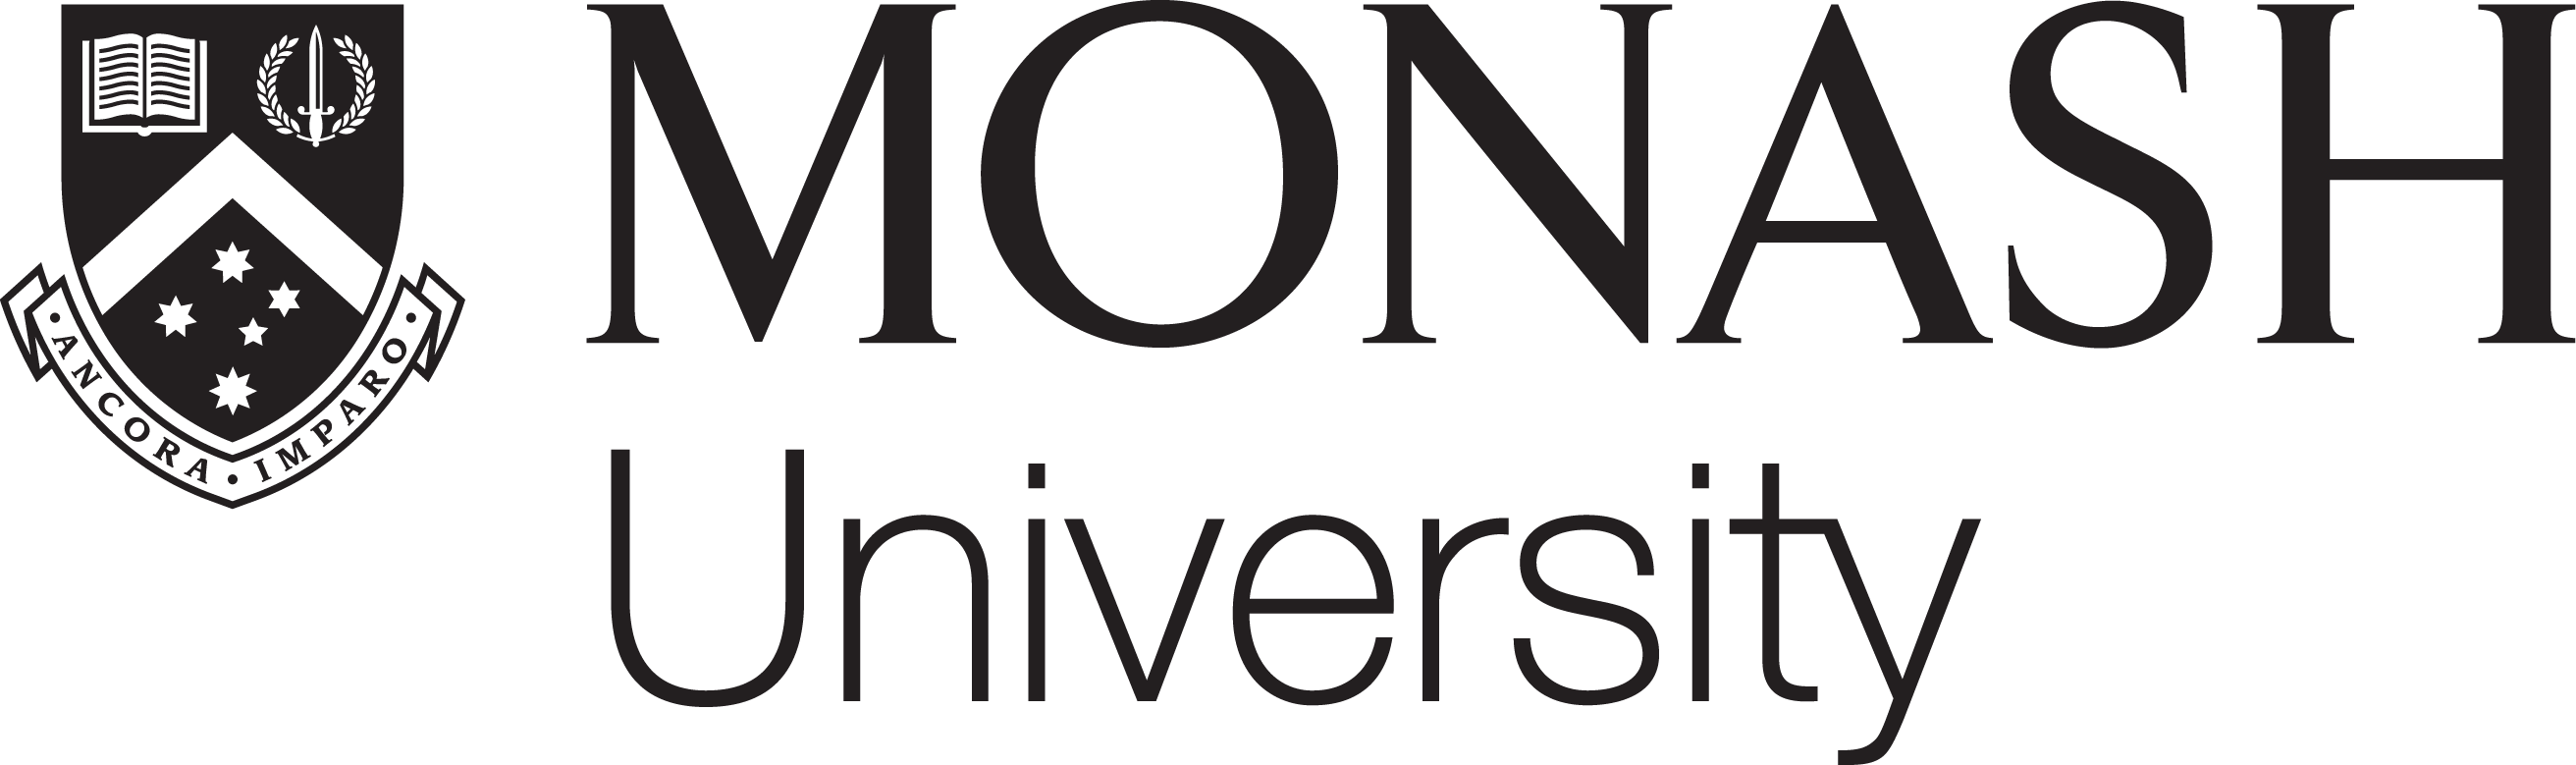 MONASH
University
· ANCORA · IMPARO ·